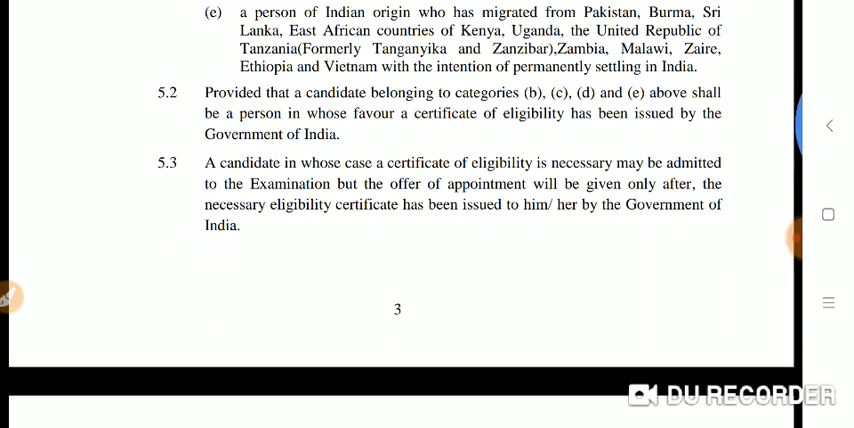 (e) a person of Indian origin who has migrated from Pakistan, Burma, Sri
Lanka, East African countries of Kenya, Uganda, the United Republic of
Tanzania(Formerly Tanganyika and Zanzibar),Zambia, Malawi, Zaire,
Ethiopia and Vietnam with the intention of permanently settling in India.
5.2 Provided that a candidate belonging to categories (b), (c), (d) and (e) above shall
be a person in whose favour a certificate of eligibility has been issued by the
Government of India.
5.3 A candidate in whose case a certificate of eligibility is necessary may be admitted
to the Examination but the offer of appointment will be given only after, the
necessary eligibility certificate has been issued to him/ her by the Government of
India.
3
DU RECORDER